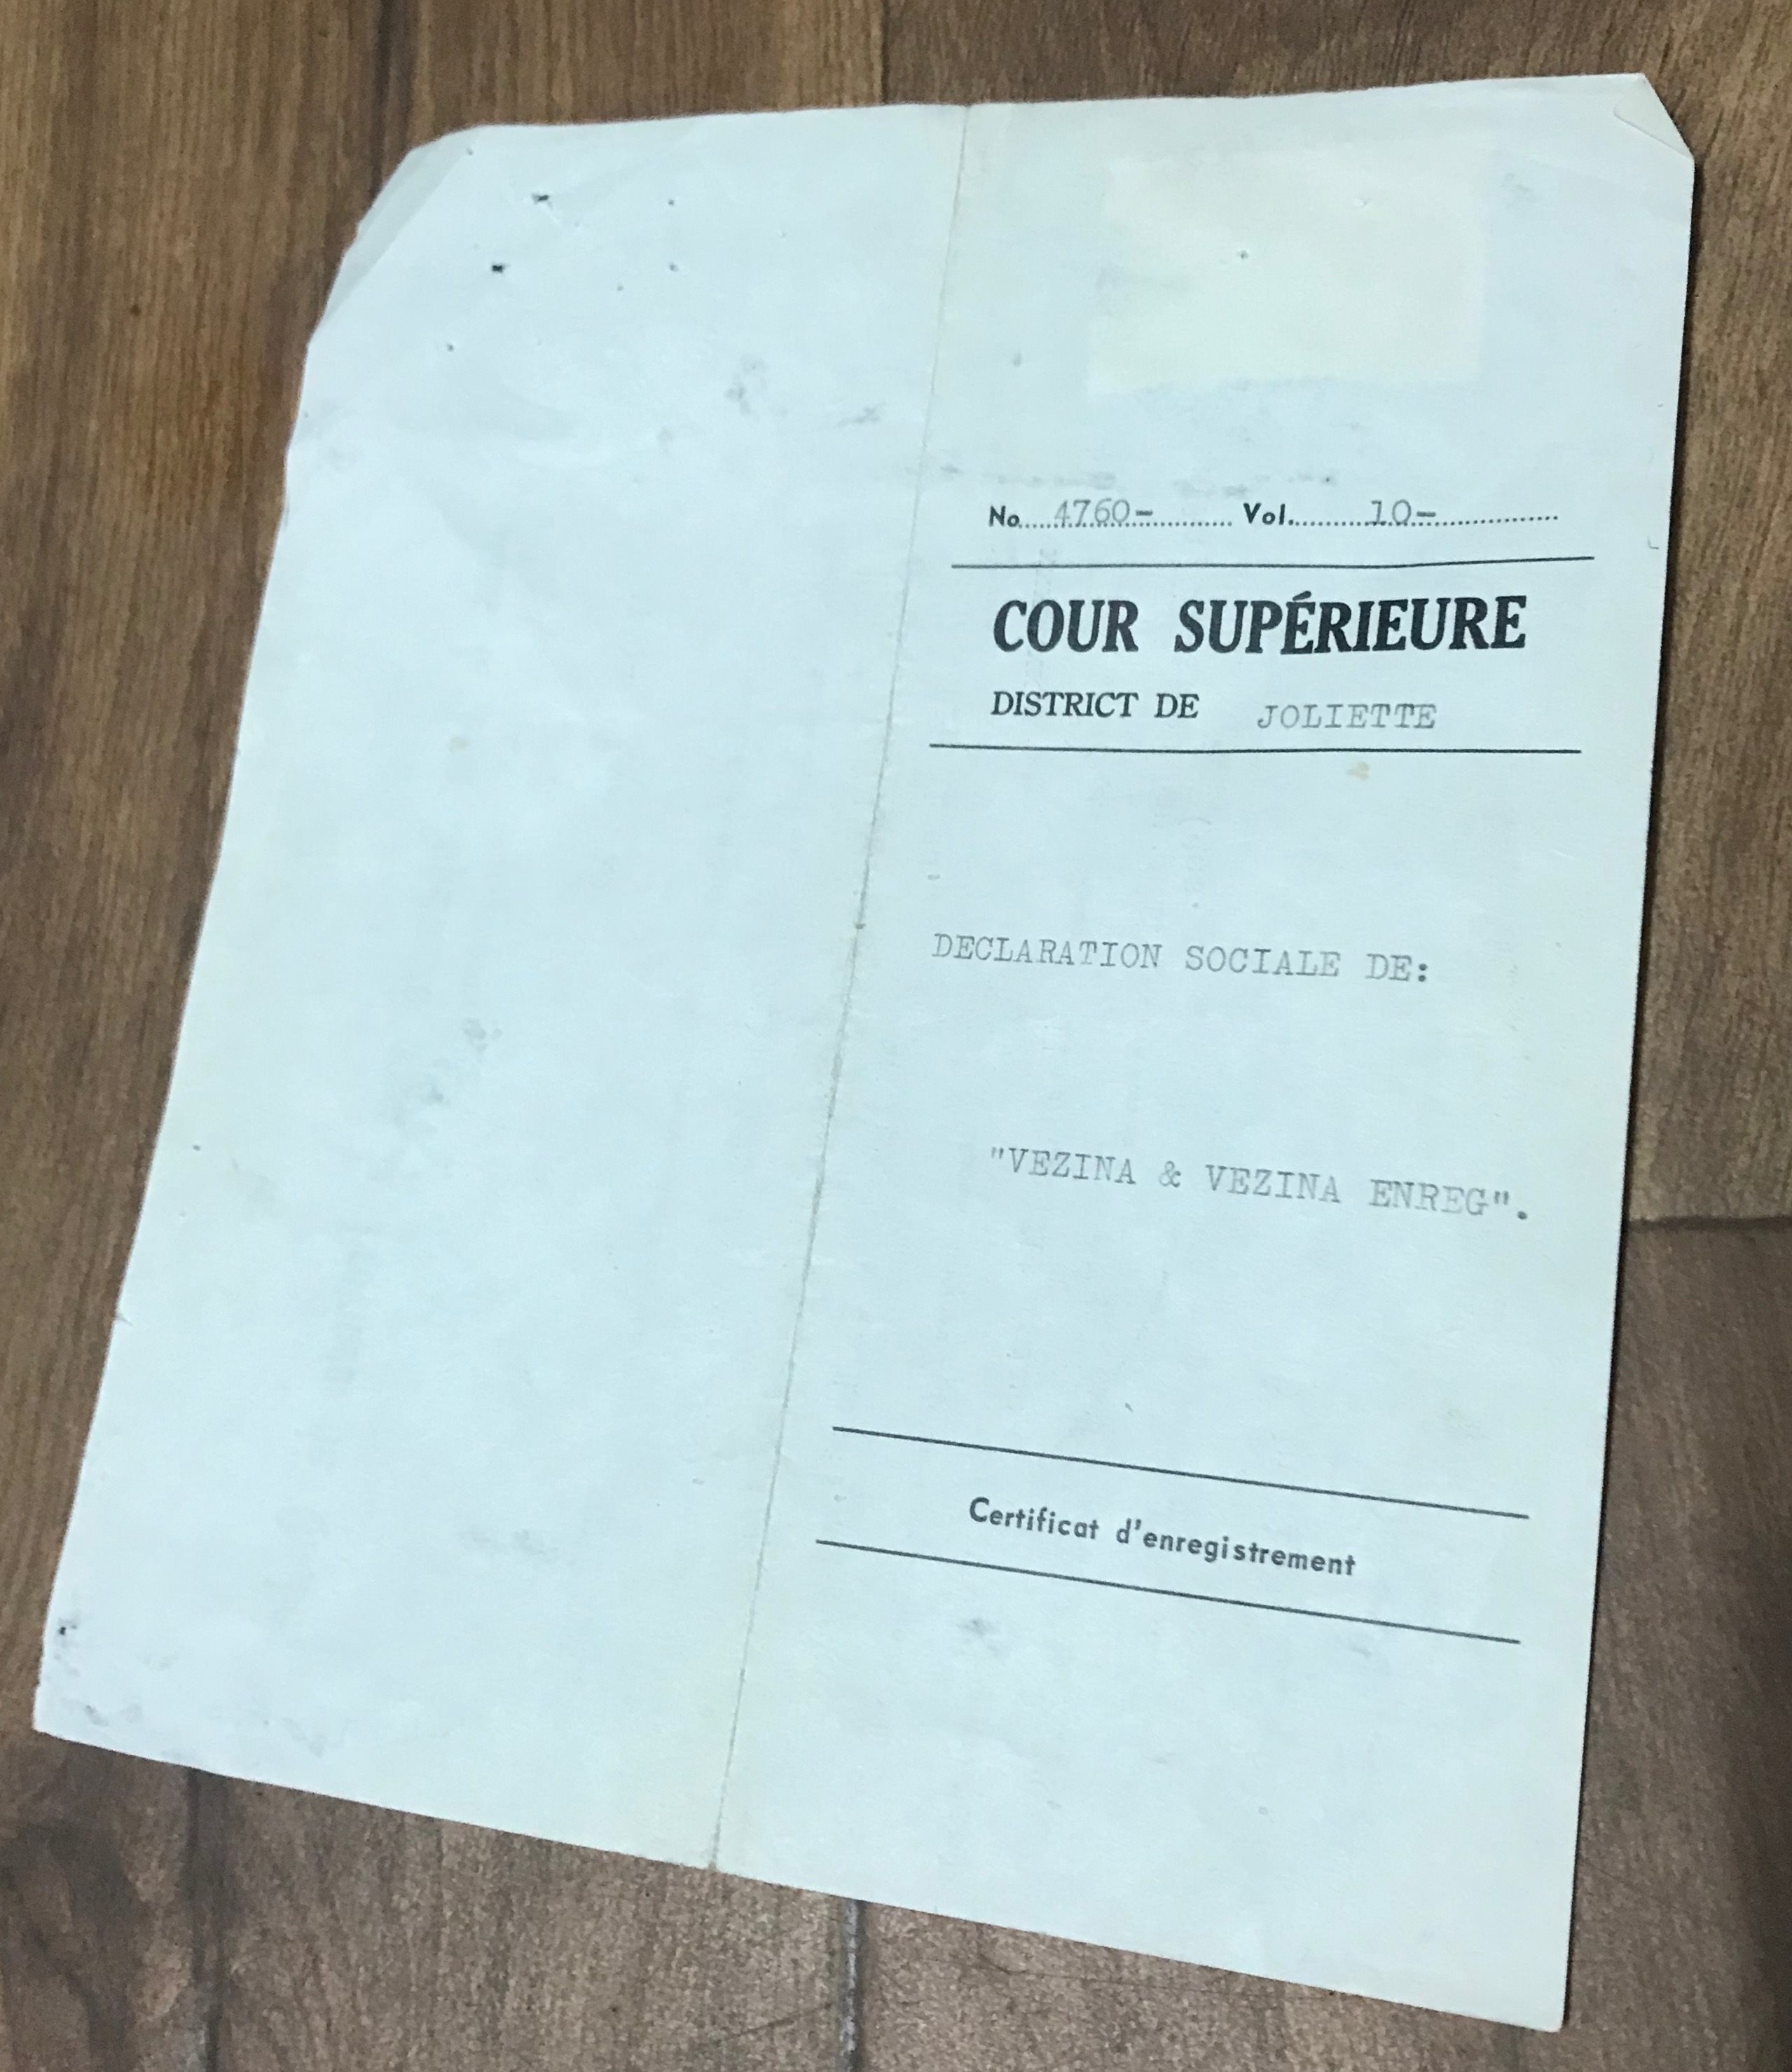 No. 4760- Vol. 10-
COUR SUPÉRIEURE
DISTRICT DE JOLIETTE
DECLARATION SOCIALE DE:
"VEZINA & VEZINA ENREG".
Certificat d'enregistrement